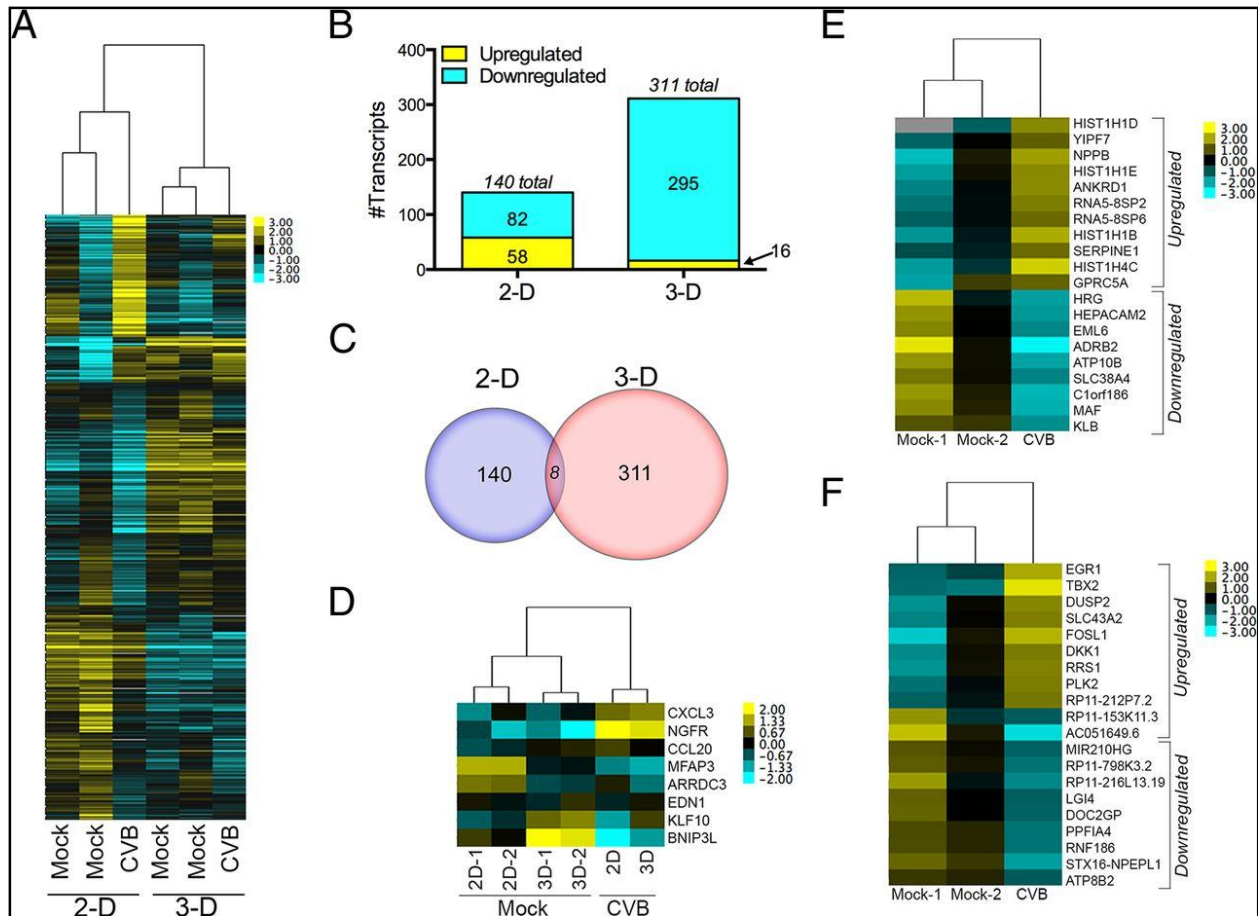 A
3.00
2.00
1.00
0.00
−1.00
−2.00
−3.00
Mock
Mock
CVB
Mock
Mock
CVB
2-D
3-D
B
#Transcripts
400
300
200
100
0
Upregulated
Downregulated
140 total
82
58
311 total
295
16
2-D
3-D
C
2-D
3-D
140
8
311
D
CXCL3
NGFR
CCL20
MFAP3
ARRDC3
EDN1
KLF10
BNIP3L
2.00
1.33
0.67
0.00
−0.67
−1.33
−2.00
2D-1
2D-2
3D-1
3D-2
2D
3D
Mock
CVB
E
HIST1H1D
YIPF7
NPPB
HIST1H1E
ANKRD1
RNA5-8SP2
RNA5-8SP6
HIST1H1B
SERPINE1
HIST1H4C
GPRC5A
HRG
HEPACAM2
EML6
ADRB2
ATP10B
SLC38A4
C1orf186
MAF
KLB
Upregulated
Downregulated
3.00
2.00
1.00
0.00
−1.00
−2.00
−3.00
Mock-1
Mock-2
CVB
F
EGR1
TBX2
DUSP2
SLC43A2
FOSL1
DKK1
RRS1
PLK2
RP11-212P7.2
RP11-153K11.3
AC051649.6
MIR210HG
RP11-798K3.2
RP11-216L13.19
LGI4
DOC2GP
PPFIA4
RNF186
STX16-NPEPL1
ATP8B2
Upregulated
Downregulated
3.00
2.00
1.00
0.00
−1.00
−2.00
−3.00
Mock-1
Mock-2
CVB